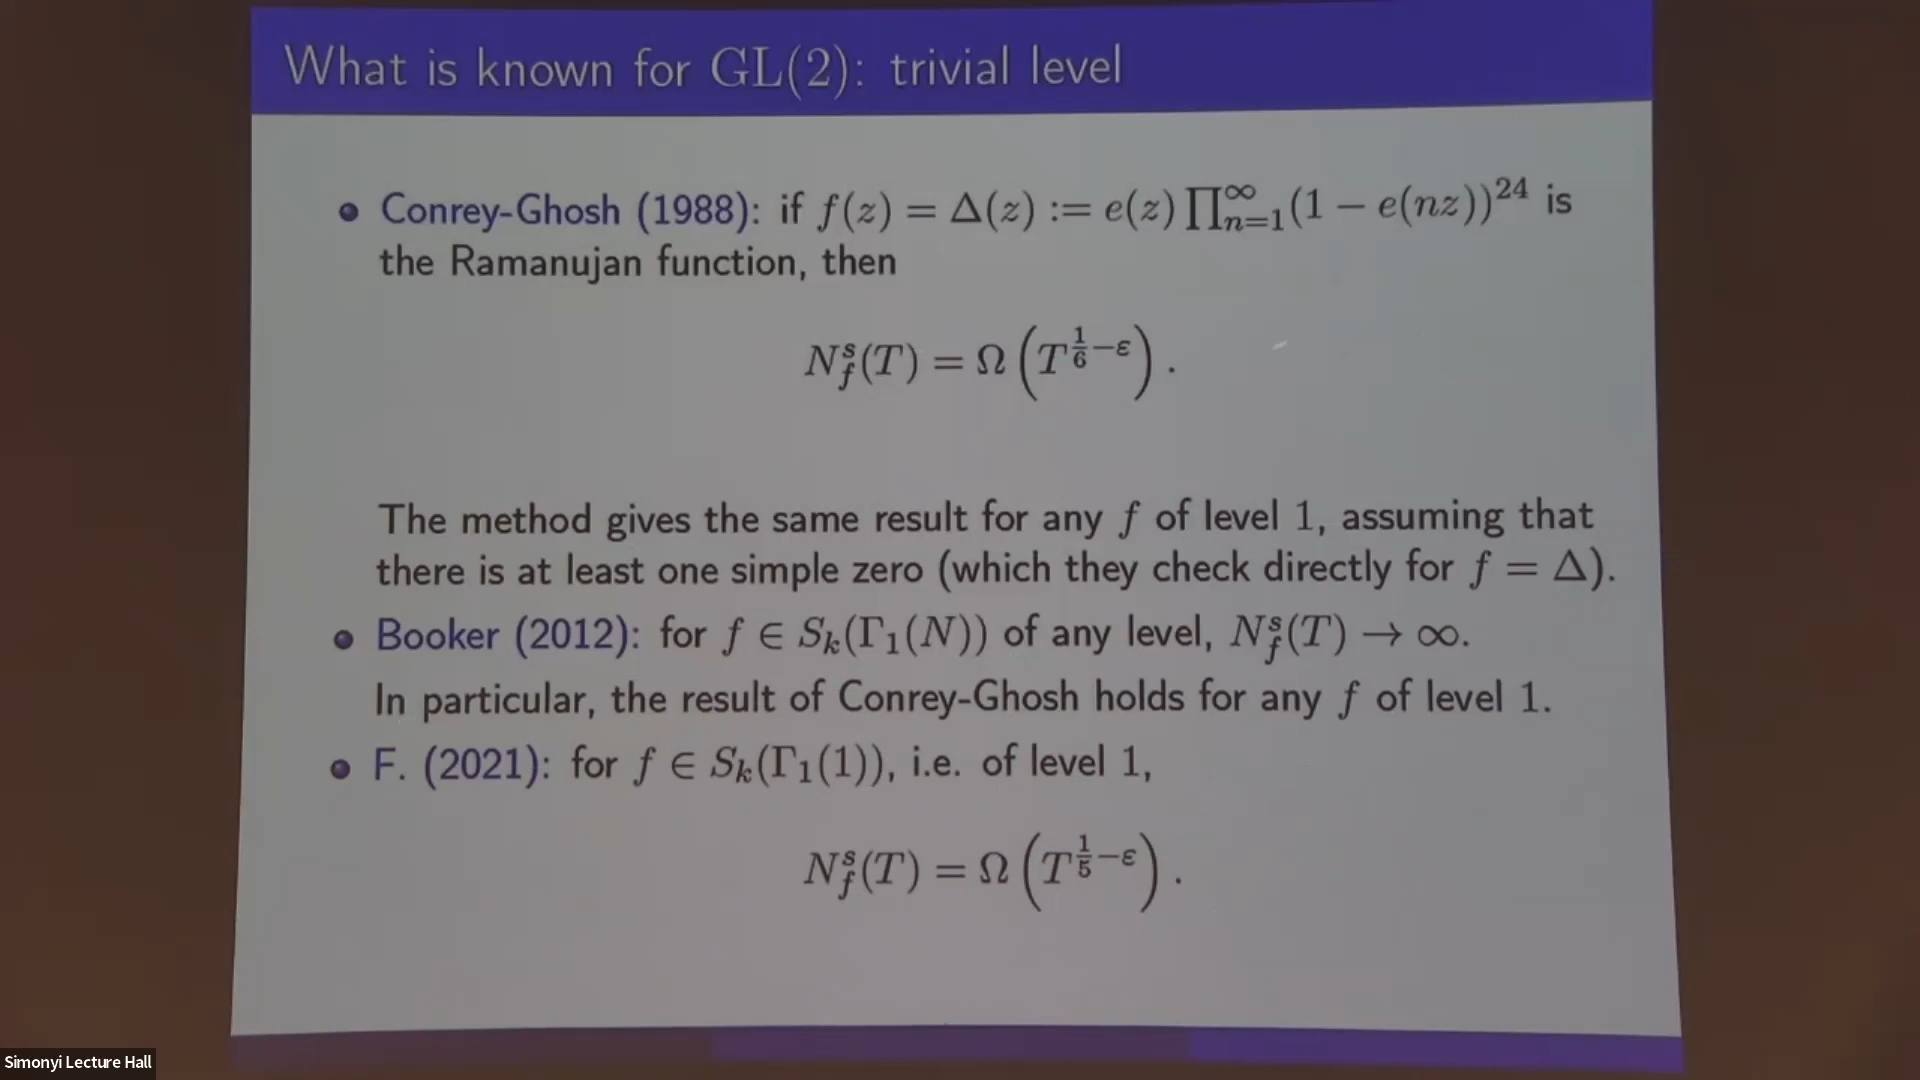 What is known for GL(2): trivial level
• Conrey-Ghosh (1988): if f(z) = Δ(z) := e(z) ∏_{n=1}^{∞}(1 − e(nz))^{24} is
the Ramanujan function, then
N_f^s(T) = Ω(T^{1/6−ε}).
The method gives the same result for any f of level 1, assuming that
there is at least one simple zero (which they check directly for f = Δ).
• Booker (2012): for f ∈ S_k(Γ_1(N)) of any level, N_f^s(T) → ∞.
In particular, the result of Conrey-Ghosh holds for any f of level 1.
• F. (2021): for f ∈ S_k(Γ_1(1)), i.e. of level 1,
N_f^s(T) = Ω(T^{1/5−ε}).
Simonyi Lecture Hall